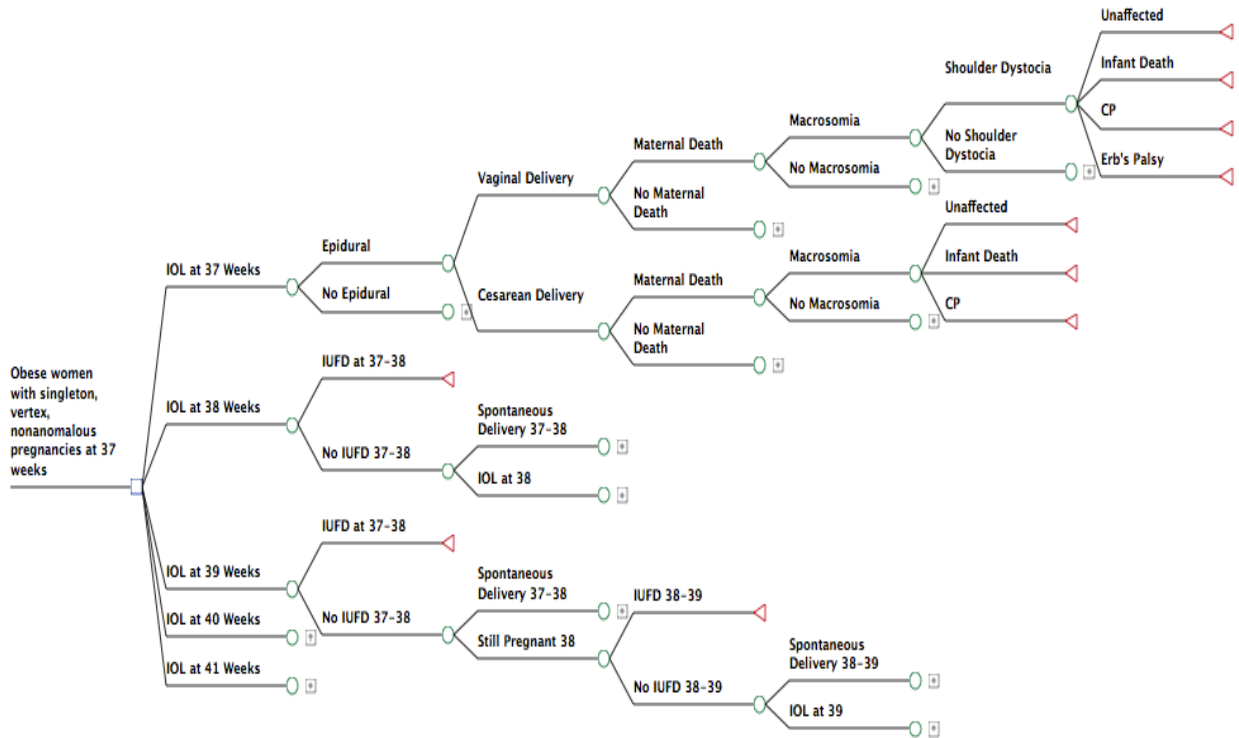 Unaffected
Infant Death
CP
Erb's Palsy
Shoulder Dystocia
No Shoulder
Dystocia
Macrosomia
No Macrosomia
Maternal Death
No Maternal
Death
Vaginal Delivery
Unaffected
Infant Death
CP
Macrosomia
No Macrosomia
Maternal Death
No Maternal
Death
Cesarean Delivery
Epidural
No Epidural
IOL at 37 Weeks
Obese women
with singleton,
vertex,
nonanomalous
pregnancies at 37
weeks
IUFD at 37-38
IOL at 38 Weeks
No IUFD 37-38
Spontaneous
Delivery 37-38
IOL at 38
IUFD at 37-38
IOL at 39 Weeks
No IUFD 37-38
Spontaneous
Delivery 37-38
Still Pregnant 38
IUFD 38-39
No IUFD 38-39
Spontaneous
Delivery 38-39
IOL at 39
IOL at 40 Weeks
IOL at 41 Weeks